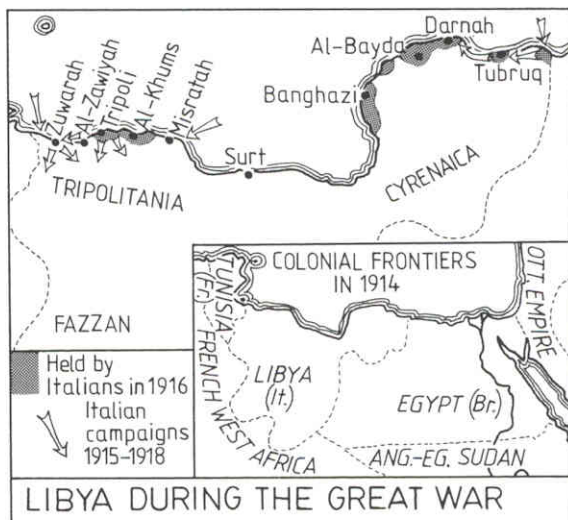 Darnah
Al-Bayda
Tubruq
Banghazi
Zuwarah
Al-Zawiyah
Tripoli
Al-Khums
Misratah
Surt
TRIPOLITANIA
CYRENAICA
FAZZAN
Held by
Italians in 1916
Italian
campaigns
1915-1918
COLONIAL FRONTIERS
IN 1914
TUNISIA
(Fr.)
OTT. EMPIRE
FRENCH WEST AFRICA
LIBYA
(It.)
EGYPT (Br.)
ANG.-EG. SUDAN
LIBYA DURING THE GREAT WAR